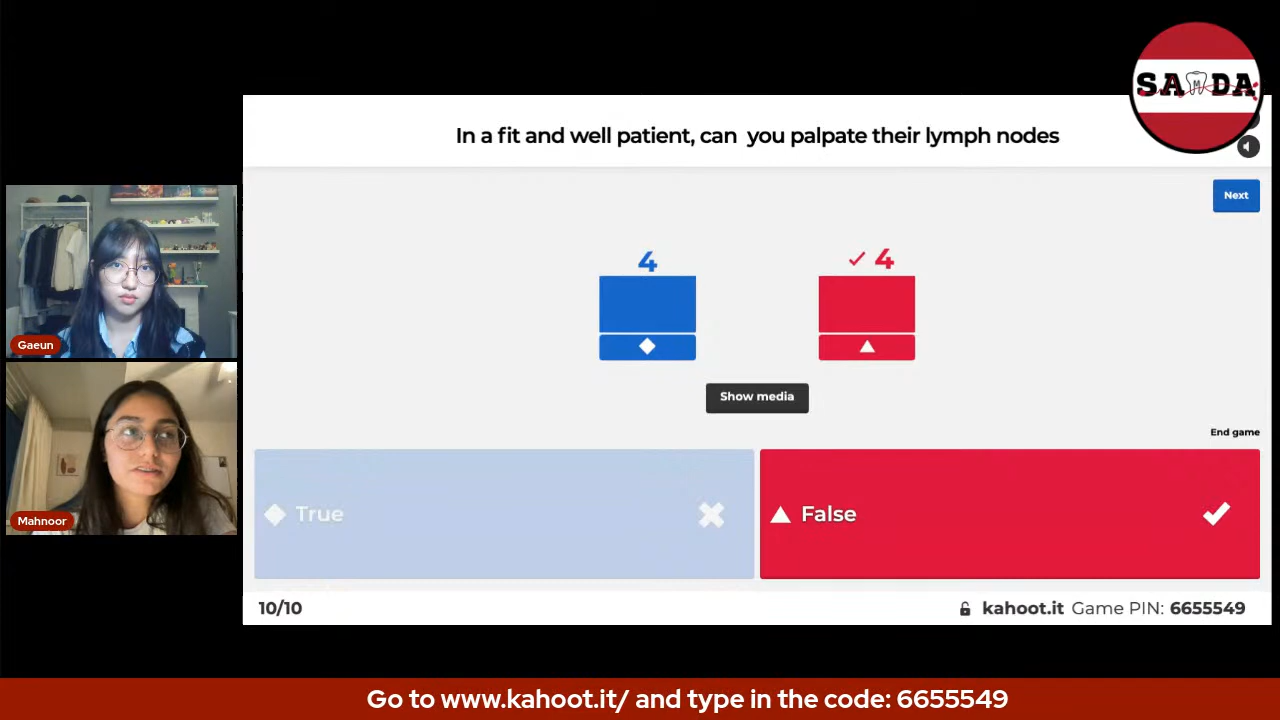 SAMDA
In a fit and well patient, can you palpate their lymph nodes
Next
4
4
Show media
End game
True
False
10/10
kahoot.it Game PIN: 6655549
Gaeun
Mahnoor
Go to www.kahoot.it/ and type in the code: 6655549